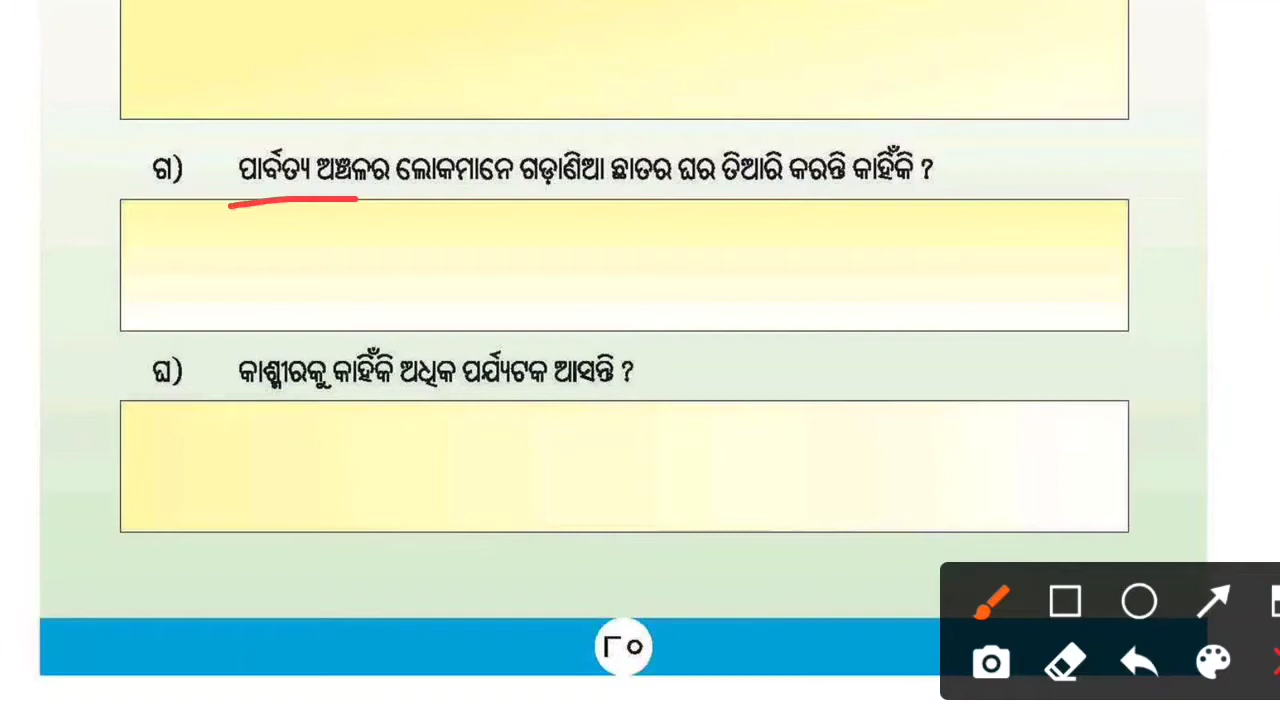 ଗ) ପାର୍ବତ୍ୟ ଅଞ୍ଚଳର ଲୋକମାନେ ଗଡ଼ାଣିଆ ଛାତର ଘର ତିଆରି କରନ୍ତି କାହିଁକି ?
ଘ) କାଶ୍ମୀରକୁ କାହିଁକି ଅଧିକ ପର୍ଯ୍ୟଟକ ଆସନ୍ତି ?
୮୦